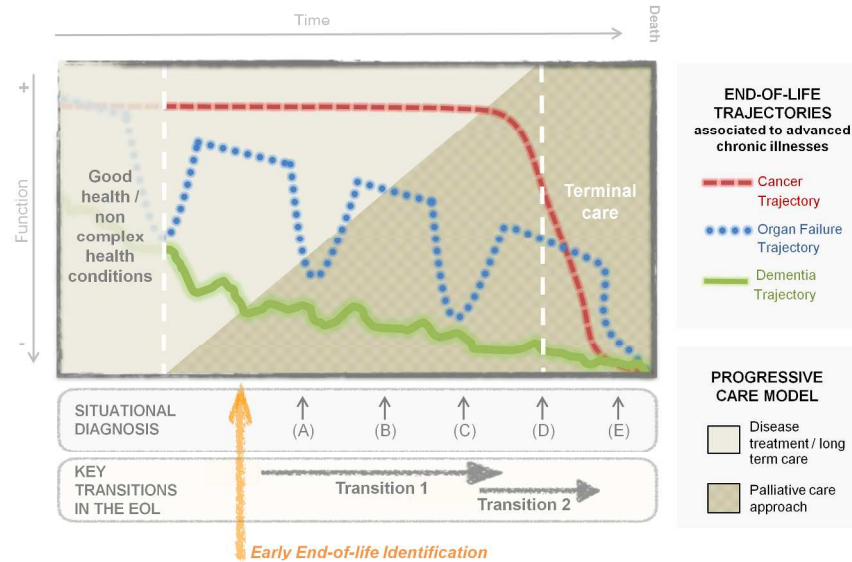 Time
Death
+
Function
-
Good
health /
non
complex
health
conditions
Terminal
care
END-OF-LIFE
TRAJECTORIES
associated to advanced
chronic illnesses
Cancer
Trajectory
Organ Failure
Trajectory
Dementia
Trajectory
SITUATIONAL
DIAGNOSIS
(A)
(B)
(C)
(D)
(E)
KEY
TRANSITIONS
IN THE EOL
Transition 1
Transition 2
Early End-of-life Identification
PROGRESSIVE
CARE MODEL
Disease
treatment / long
term care
Palliative care
approach